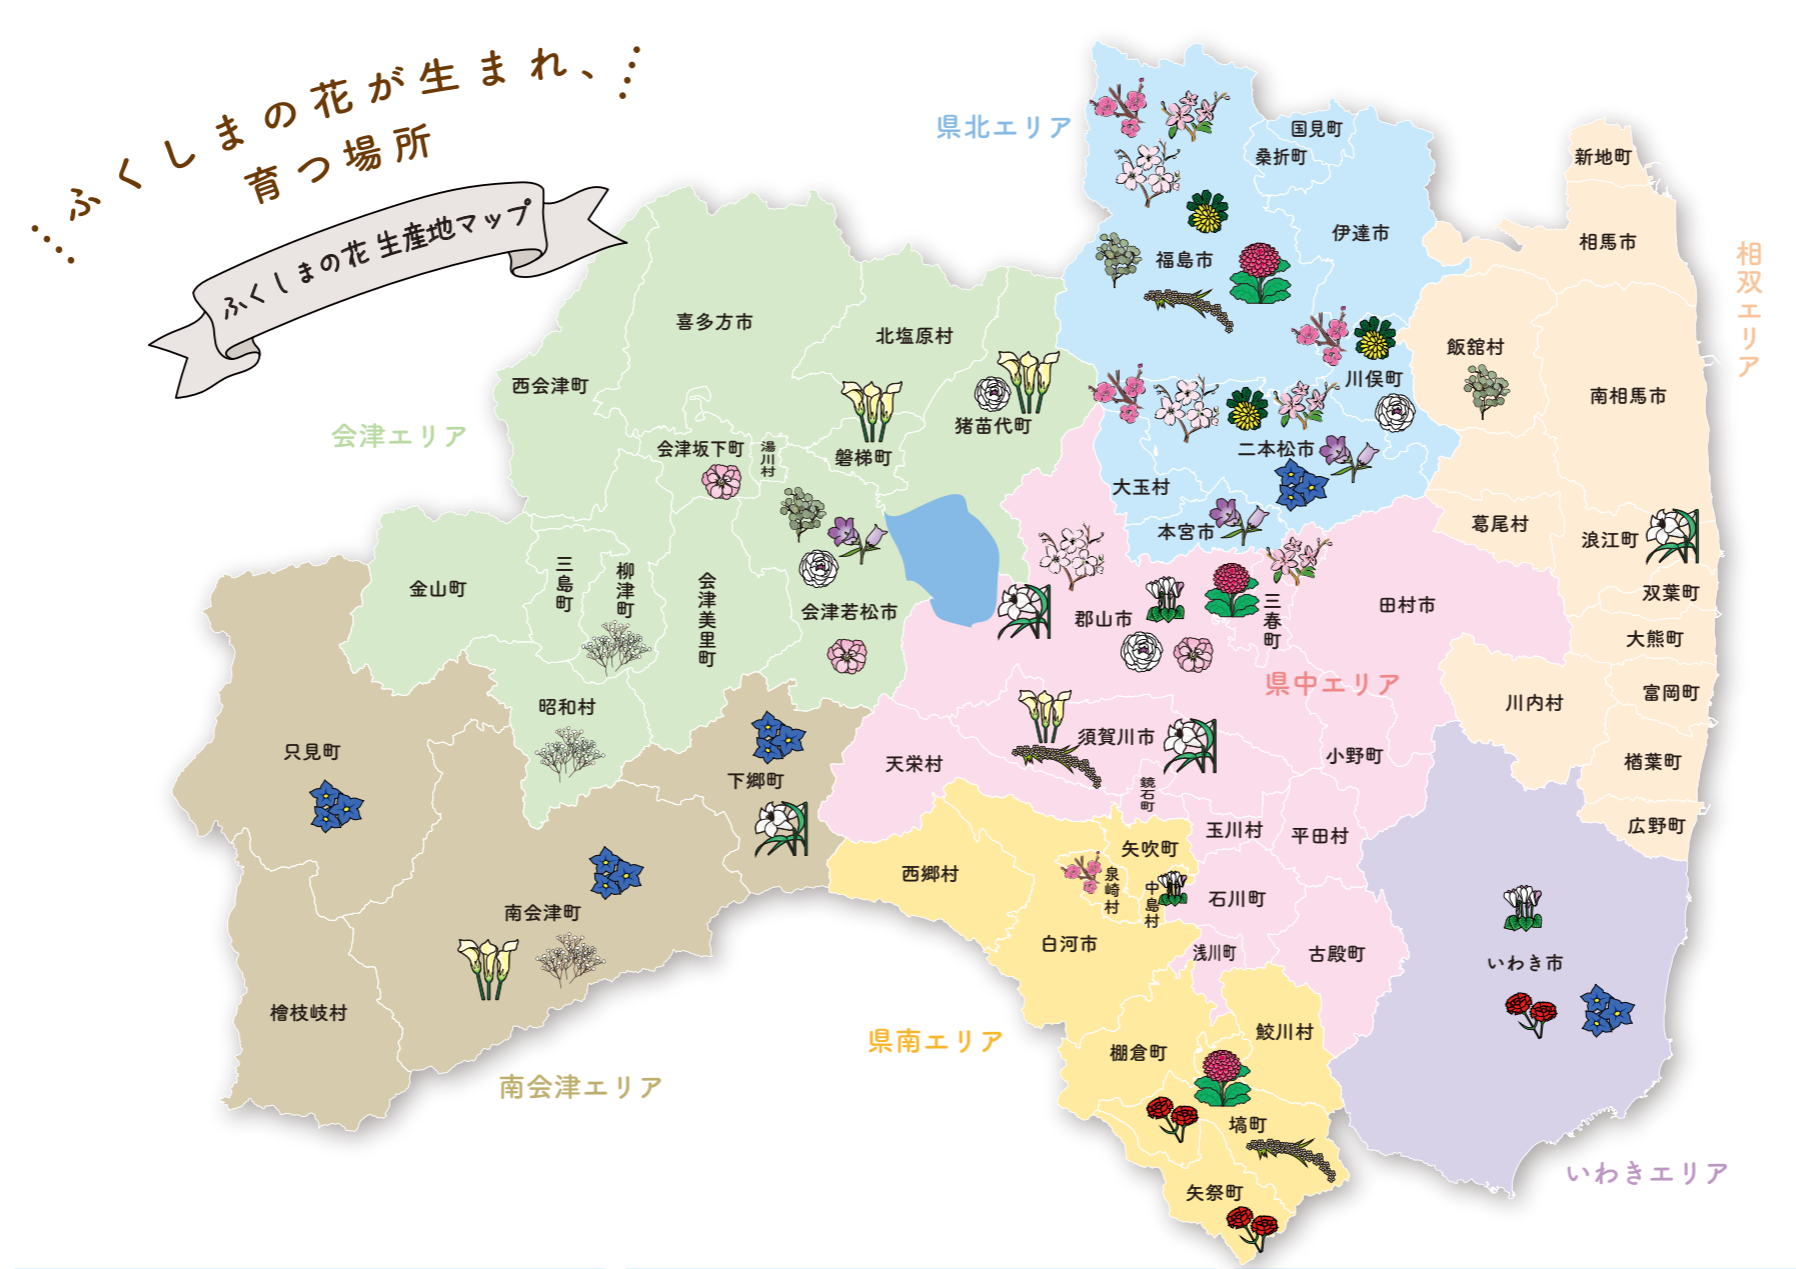 ふくしまの花が生まれ、
育つ場所
ふくしまの花 生産地マップ
県北エリア
国見町
桑折町
伊達市
福島市
川俣町
二本松市
大玉村
本宮市
相双エリア
新地町
相馬市
飯舘村
南相馬市
葛尾村
浪江町
双葉町
大熊町
富岡町
川内村
楢葉町
広野町
会津エリア
喜多方市
北塩原村
西会津町
猪苗代町
会津坂下町
湯川村
磐梯町
金山町
三島町
柳津町
会津美里町
会津若松市
昭和村
県中エリア
郡山市
三春町
田村市
須賀川市
天栄村
鏡石町
小野町
玉川村
平田村
石川町
浅川町
古殿町
南会津エリア
只見町
下郷町
南会津町
檜枝岐村
県南エリア
西郷村
矢吹町
泉崎村
中島村
白河市
棚倉町
鮫川村
塙町
矢祭町
いわき市
いわきエリア